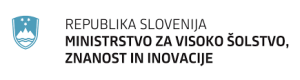 REPUBLIKA SLOVENIJA
MINISTRSTVO ZA VISOKO ŠOLSTVO,
ZNANOST IN INOVACIJE